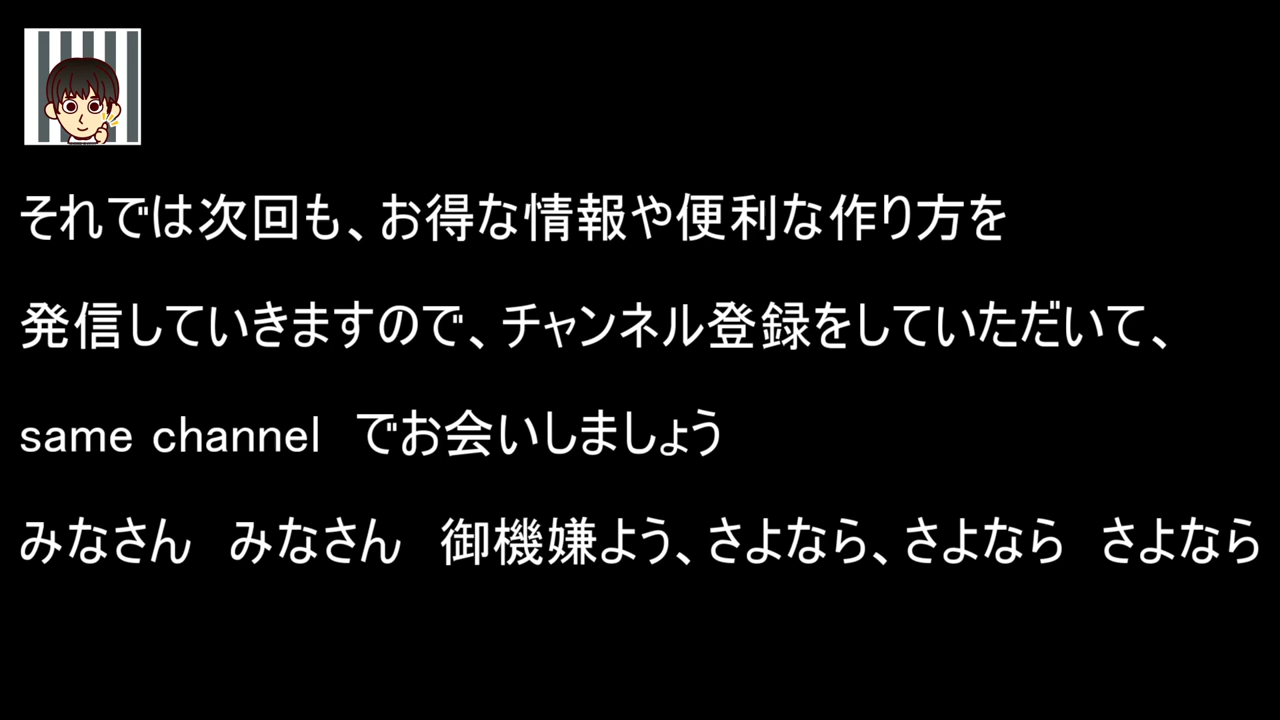 それでは次回も、お得な情報や便利な作り方を
発信していきますので、チャンネル登録をしていただいて、
same channel　でお会いしましょう
みなさん　みなさん　御機嫌よう、さよなら、さよなら　さよなら